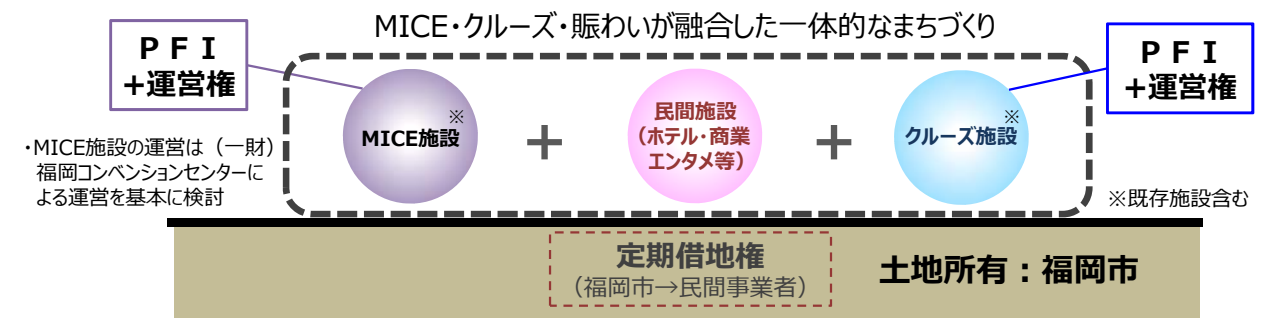 MICE・クルーズ・賑わいが融合した一体的なまちづくり
ＰＦＩ
+運営権
ＰＦＩ
+運営権
※
MICE施設
+
民間施設
（ホテル・商業
エンタメ等）
+
※
クルーズ施設
・MICE施設の運営は（一財）
福岡コンベンションセンターに
よる運営を基本に検討
※既存施設含む
定期借地権
（福岡市→民間事業者）
土地所有：福岡市